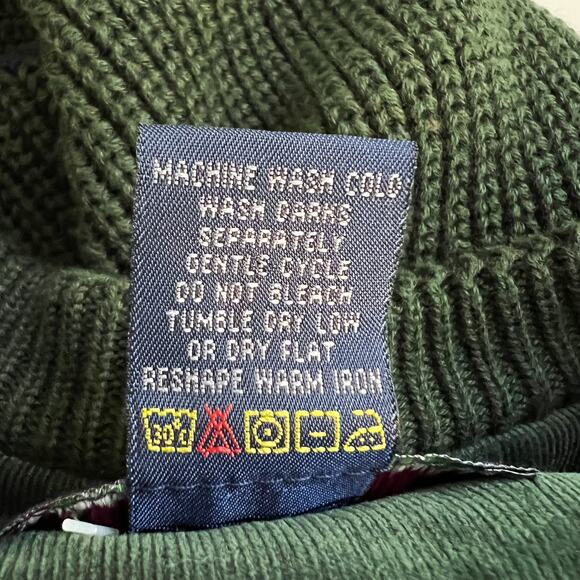 MACHINE WASH COLD
WASH DARKS
SEPARATELY
GENTLE CYCLE
DO NOT BLEACH
TUMBLE DRY LOW
OR DRY FLAT
RESHAPE WARM IRON
30°C